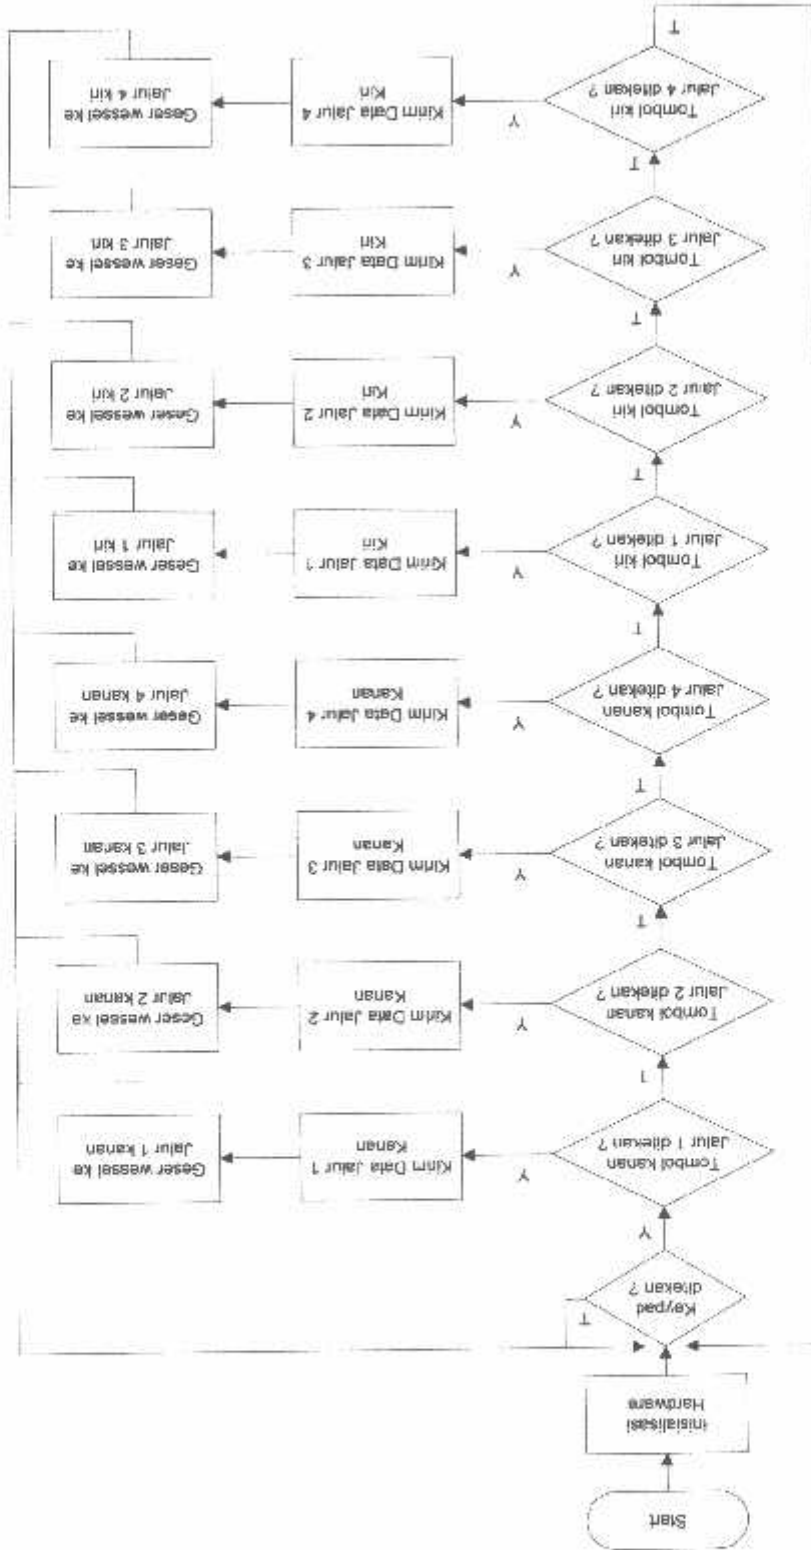 Start
Inisialisasi
Hardware
Keypad
ditekan ?
T
Y
Tombol kanan
Jalur 1 ditekan ?
Y
Kirim Data Jalur 1
Kanan
Geser wessel ke
Jalur 1 kanan
T
Tombol kanan
Jalur 2 ditekan ?
Y
Kirim Data Jalur 2
Kanan
Geser wessel ke
Jalur 2 kanan
T
Tombol kanan
Jalur 3 ditekan ?
Y
Kirim Data Jalur 3
Kanan
Geser wessel ke
Jalur 3 kanan
T
Tombol kanan
Jalur 4 ditekan ?
Y
Kirim Data Jalur 4
Kanan
Geser wessel ke
Jalur 4 kanan
T
Tombol kiri
Jalur 1 ditekan ?
Y
Kirim Data Jalur 1
Kiri
Geser wessel ke
Jalur 1 kiri
T
Tombol kiri
Jalur 2 ditekan ?
Y
Kirim Data Jalur 2
Kiri
Geser wessel ke
Jalur 2 kiri
T
Tombol kiri
Jalur 3 ditekan ?
Y
Kirim Data Jalur 3
Kiri
Geser wessel ke
Jalur 3 kiri
T
Tombol kiri
Jalur 4 ditekan ?
Y
Kirim Data Jalur 4
Kiri
Geser wessel ke
Jalur 4 kiri
T